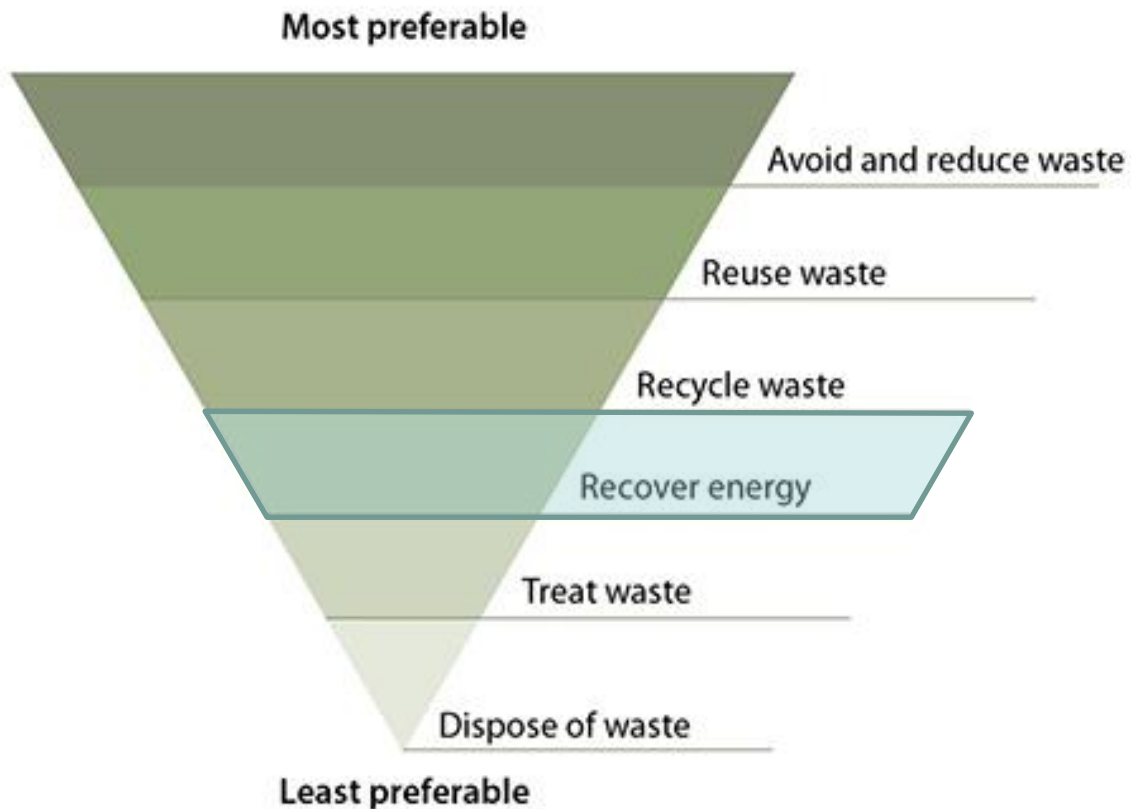 Most preferable
Avoid and reduce waste
Reuse waste
Recycle waste
Recover energy
Treat waste
Dispose of waste
Least preferable